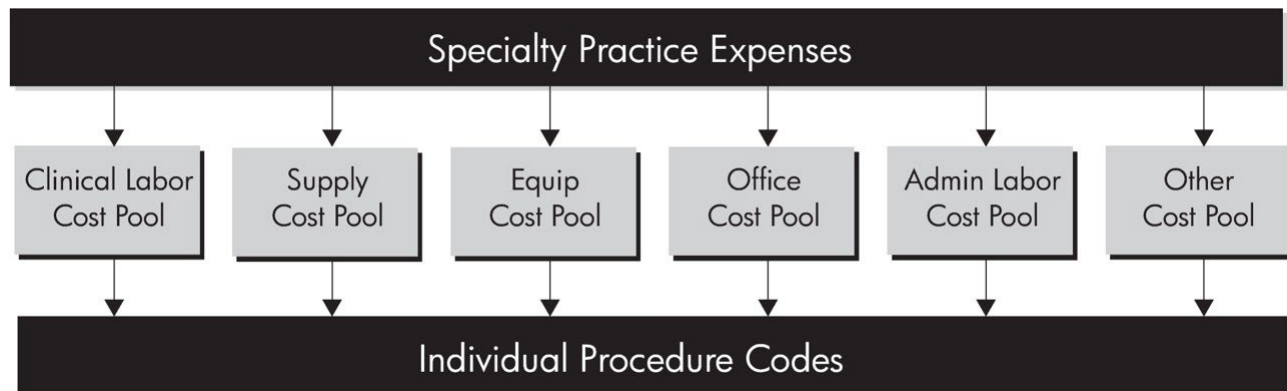 Specialty Practice Expenses
Clinical Labor
Cost Pool
Supply
Cost Pool
Equip
Cost Pool
Office
Cost Pool
Admin Labor
Cost Pool
Other
Cost Pool
Individual Procedure Codes